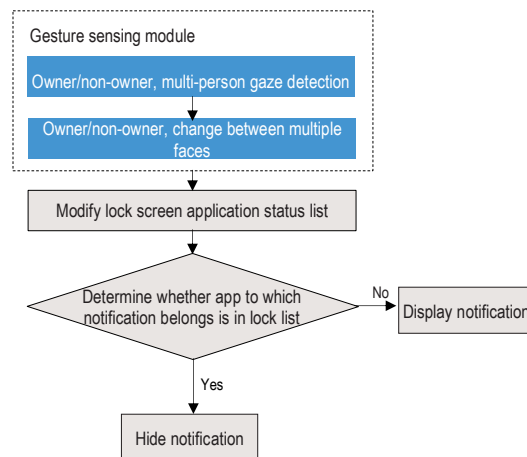 Gesture sensing module
Owner/non-owner, multi-person gaze detection
Owner/non-owner, change between multiple
faces
Modify lock screen application status list
Determine whether app to which
notification belongs is in lock list
No
Display notification
Yes
Hide notification